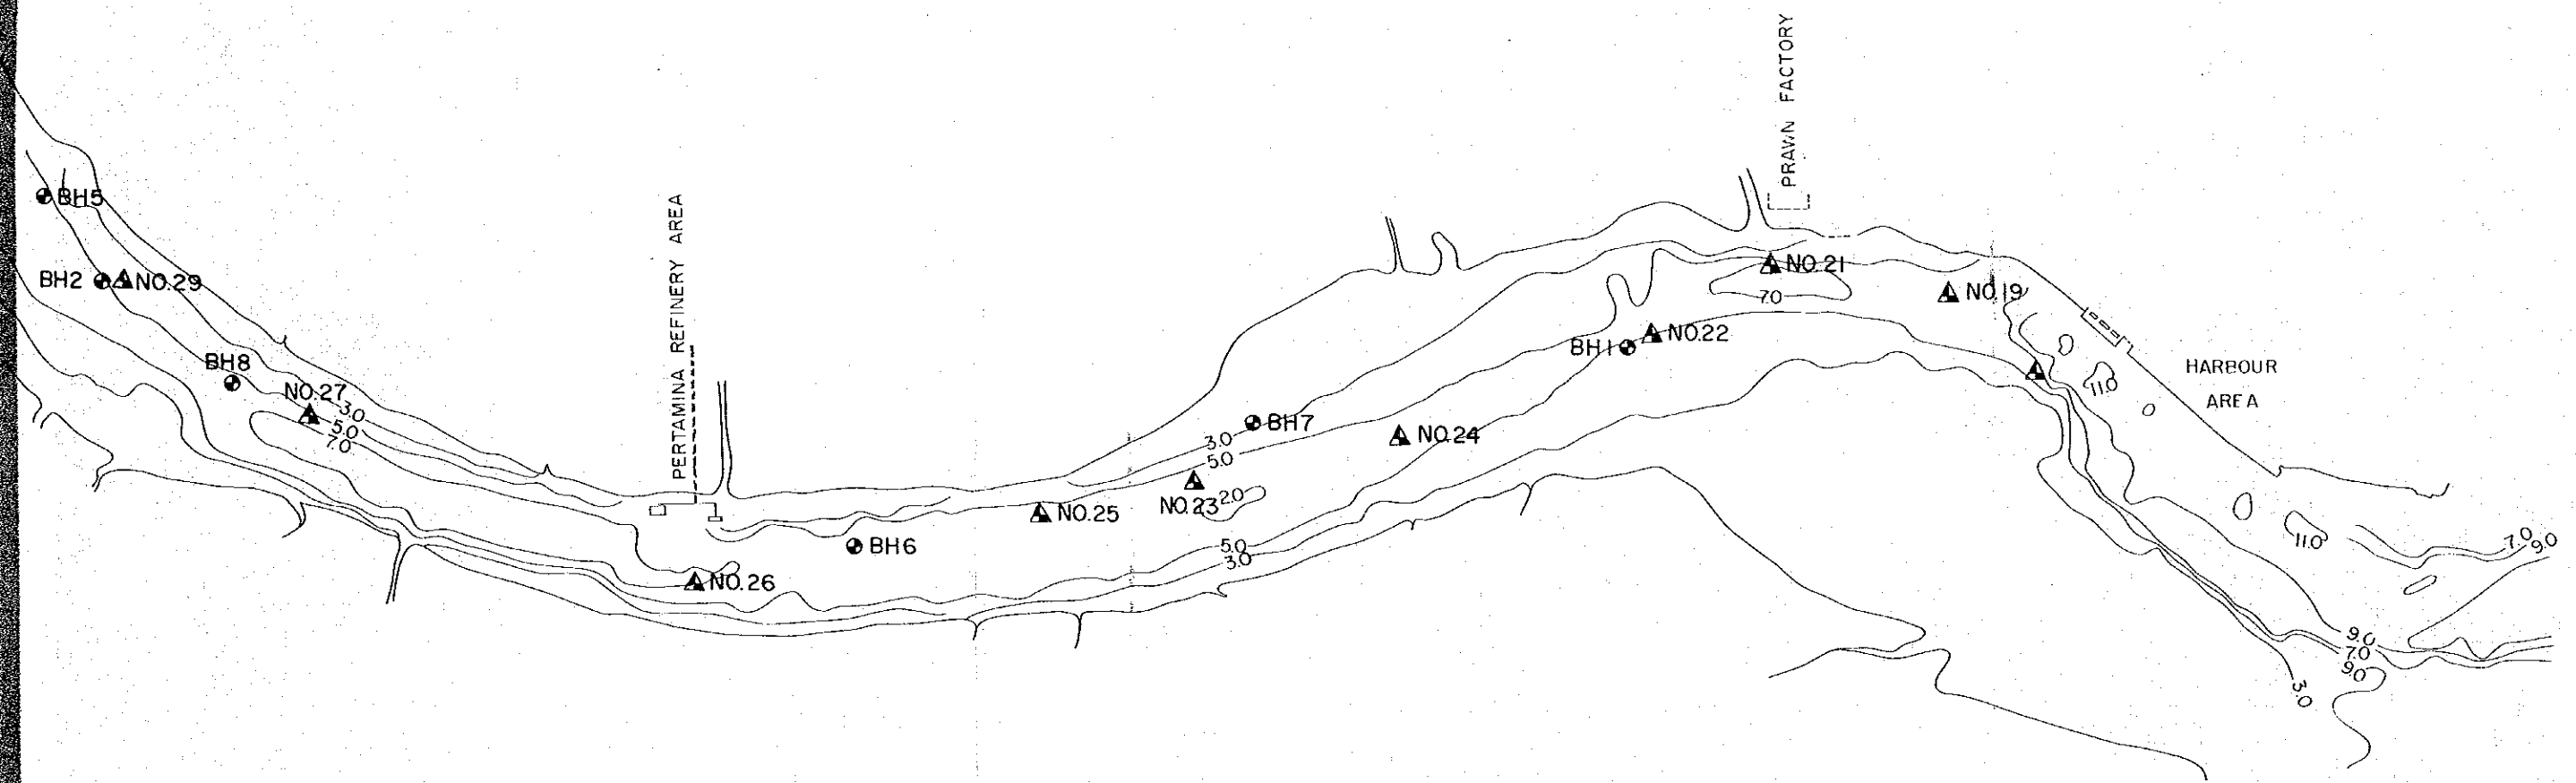 PRAWN FACTORY
PERTAMINA REFINERY AREA
BH5
BH2
NO.29
BH8
NO.27
3.0
5.0
7.0
NO.26
BH6
NO.25
NO.23
2.0
3.0
5.0
BH7
NO.24
5.0
3.0
BH1
NO.22
NO.21
7.0
NO.19
HARBOUR
AREA
11.0
11.0
7.0
9.0
9.0
7.0
9.0
3.0